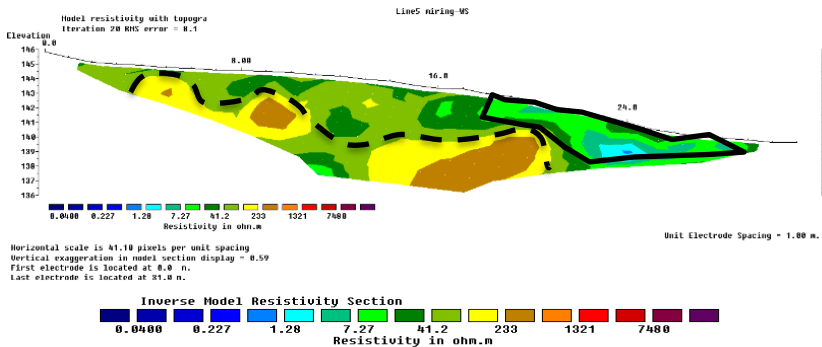 Line5 miring-WS
Model resistivity with topogra
Iteration 20 RMS error = 8.1
Elevation
0.0
146
8.00
145
144
16.0
143
142
24.0
141
140
139
138
137
136
0.0400 0.227 1.28 7.27 41.2 233 1321 7480
Resistivity in ohm.m
Unit Electrode Spacing = 1.00 m.
Horizontal scale is 41.10 pixels per unit spacing
Vertical exaggeration in model section display = 0.59
First electrode is located at 0.0 m.
Last electrode is located at 31.0 m.
Inverse Model Resistivity Section
0.0400 0.227 1.28 7.27 41.2 233 1321 7480
Resistivity in ohm.m